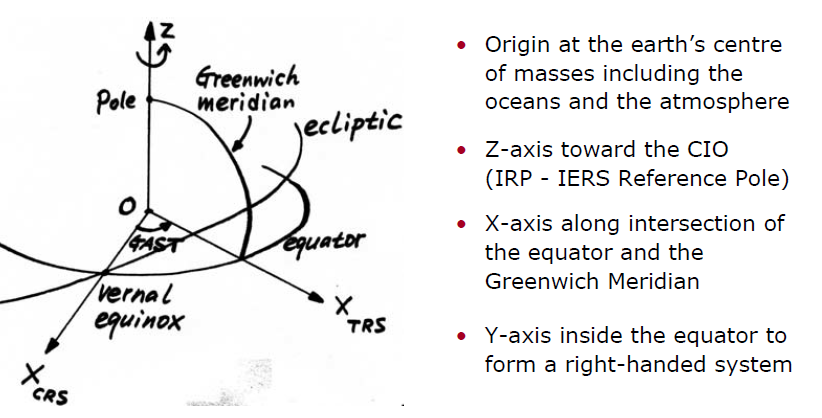 Z
Greenwich
meridian
Pole
ecliptic
O
GAST
equator
vernal
equinox
X TRS
X CRS
• Origin at the earth's centre
of masses including the
oceans and the atmosphere
• Z-axis toward the CIO
(IRP - IERS Reference Pole)
• X-axis along intersection of
the equator and the
Greenwich Meridian
• Y-axis inside the equator to
form a right-handed system